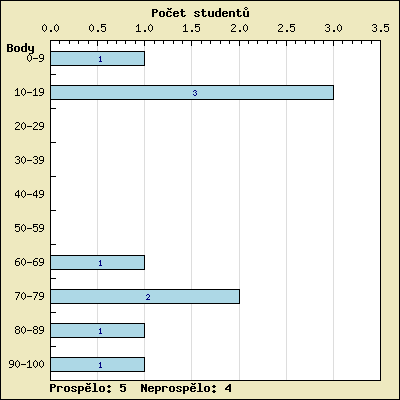 Počet studentů
0.0 0.5 1.0 1.5 2.0 2.5 3.0 3.5
Body
0-9 1
10-19 3
20-29
30-39
40-49
50-59
60-69 1
70-79 2
80-89 1
90-100 1
Prospělo: 5 Neprospělo: 4